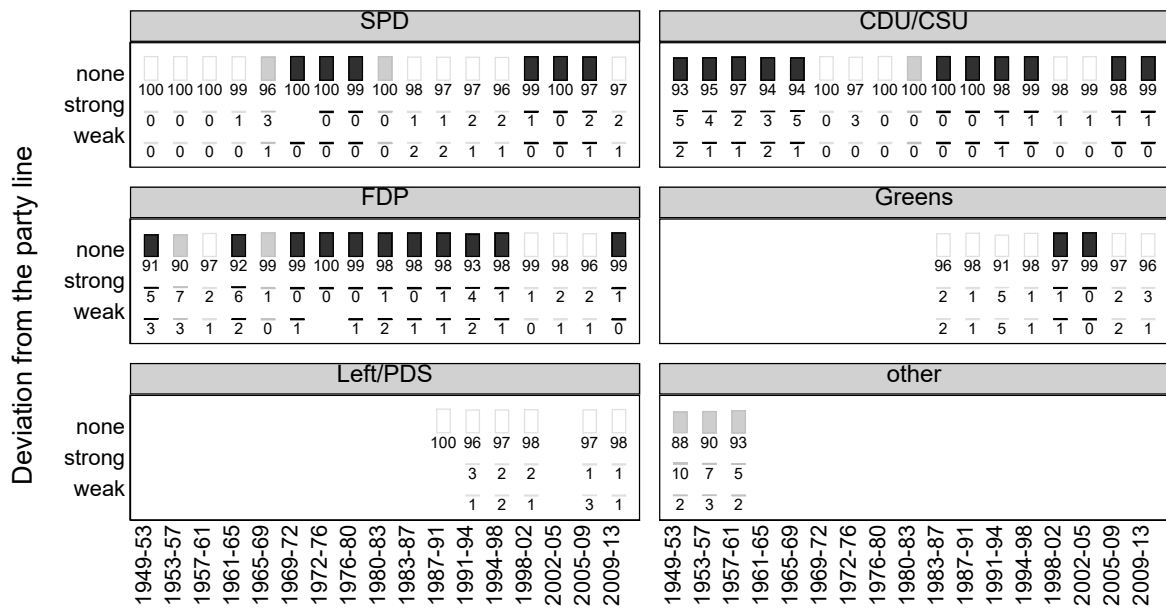 SPD
CDU/CSU
none
100 100 100 99 96 100 100 99 100 98 97 97 96 99 100 97 97
93 95 97 94 94 100 97 100 100 100 100 98 99 98 99 98 99
strong
0 0 0 1 3 0 0 0 1 1 2 2 1 0 2 2
5 4 2 3 5 0 3 0 0 0 0 1 1 1 1 1 1
weak
0 0 0 0 1 0 0 0 0 2 2 1 1 0 0 1 1
2 1 1 2 1 0 0 0 0 0 0 1 0 0 0 0 0
FDP
Greens
none
91 90 97 92 99 99 100 99 98 98 98 93 98 99 98 96 99
96 98 91 98 97 99 97 96
strong
5 7 2 6 1 0 0 0 1 0 1 4 1 1 2 2 1
2 1 5 1 1 0 2 3
weak
3 3 1 2 0 1 1 2 1 1 2 1 0 1 1 0
2 1 5 1 1 0 2 1
Left/PDS
other
none
100 96 97 98 97 98
88 90 93
strong
3 2 2 1 1
10 7 5
weak
1 2 1 3 1
2 3 2
Deviation from the party line
1949-53
1953-57
1957-61
1961-65
1965-69
1969-72
1972-76
1976-80
1980-83
1983-87
1987-91
1991-94
1994-98
1998-02
2002-05
2005-09
2009-13
1949-53
1953-57
1957-61
1961-65
1965-69
1969-72
1972-76
1976-80
1980-83
1983-87
1987-91
1991-94
1994-98
1998-02
2002-05
2005-09
2009-13